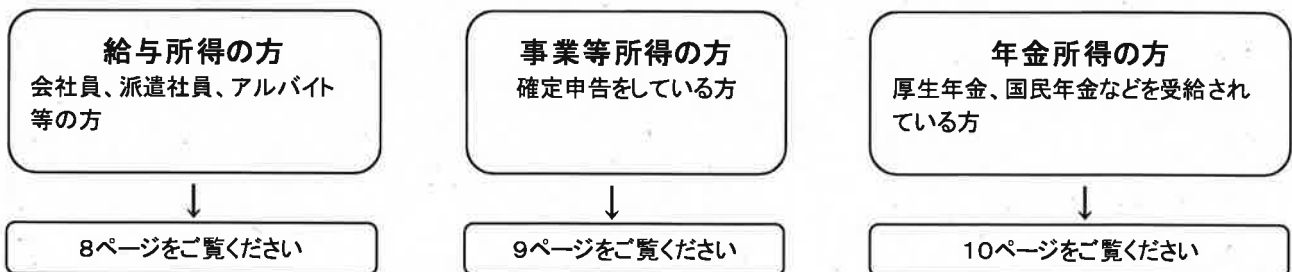 給与所得の方
会社員、派遣社員、アルバイト
等の方
↓
8ページをご覧ください
事業等所得の方
確定申告をしている方
↓
9ページをご覧ください
年金所得の方
厚生年金、国民年金などを受給され
ている方
↓
10ページをご覧ください